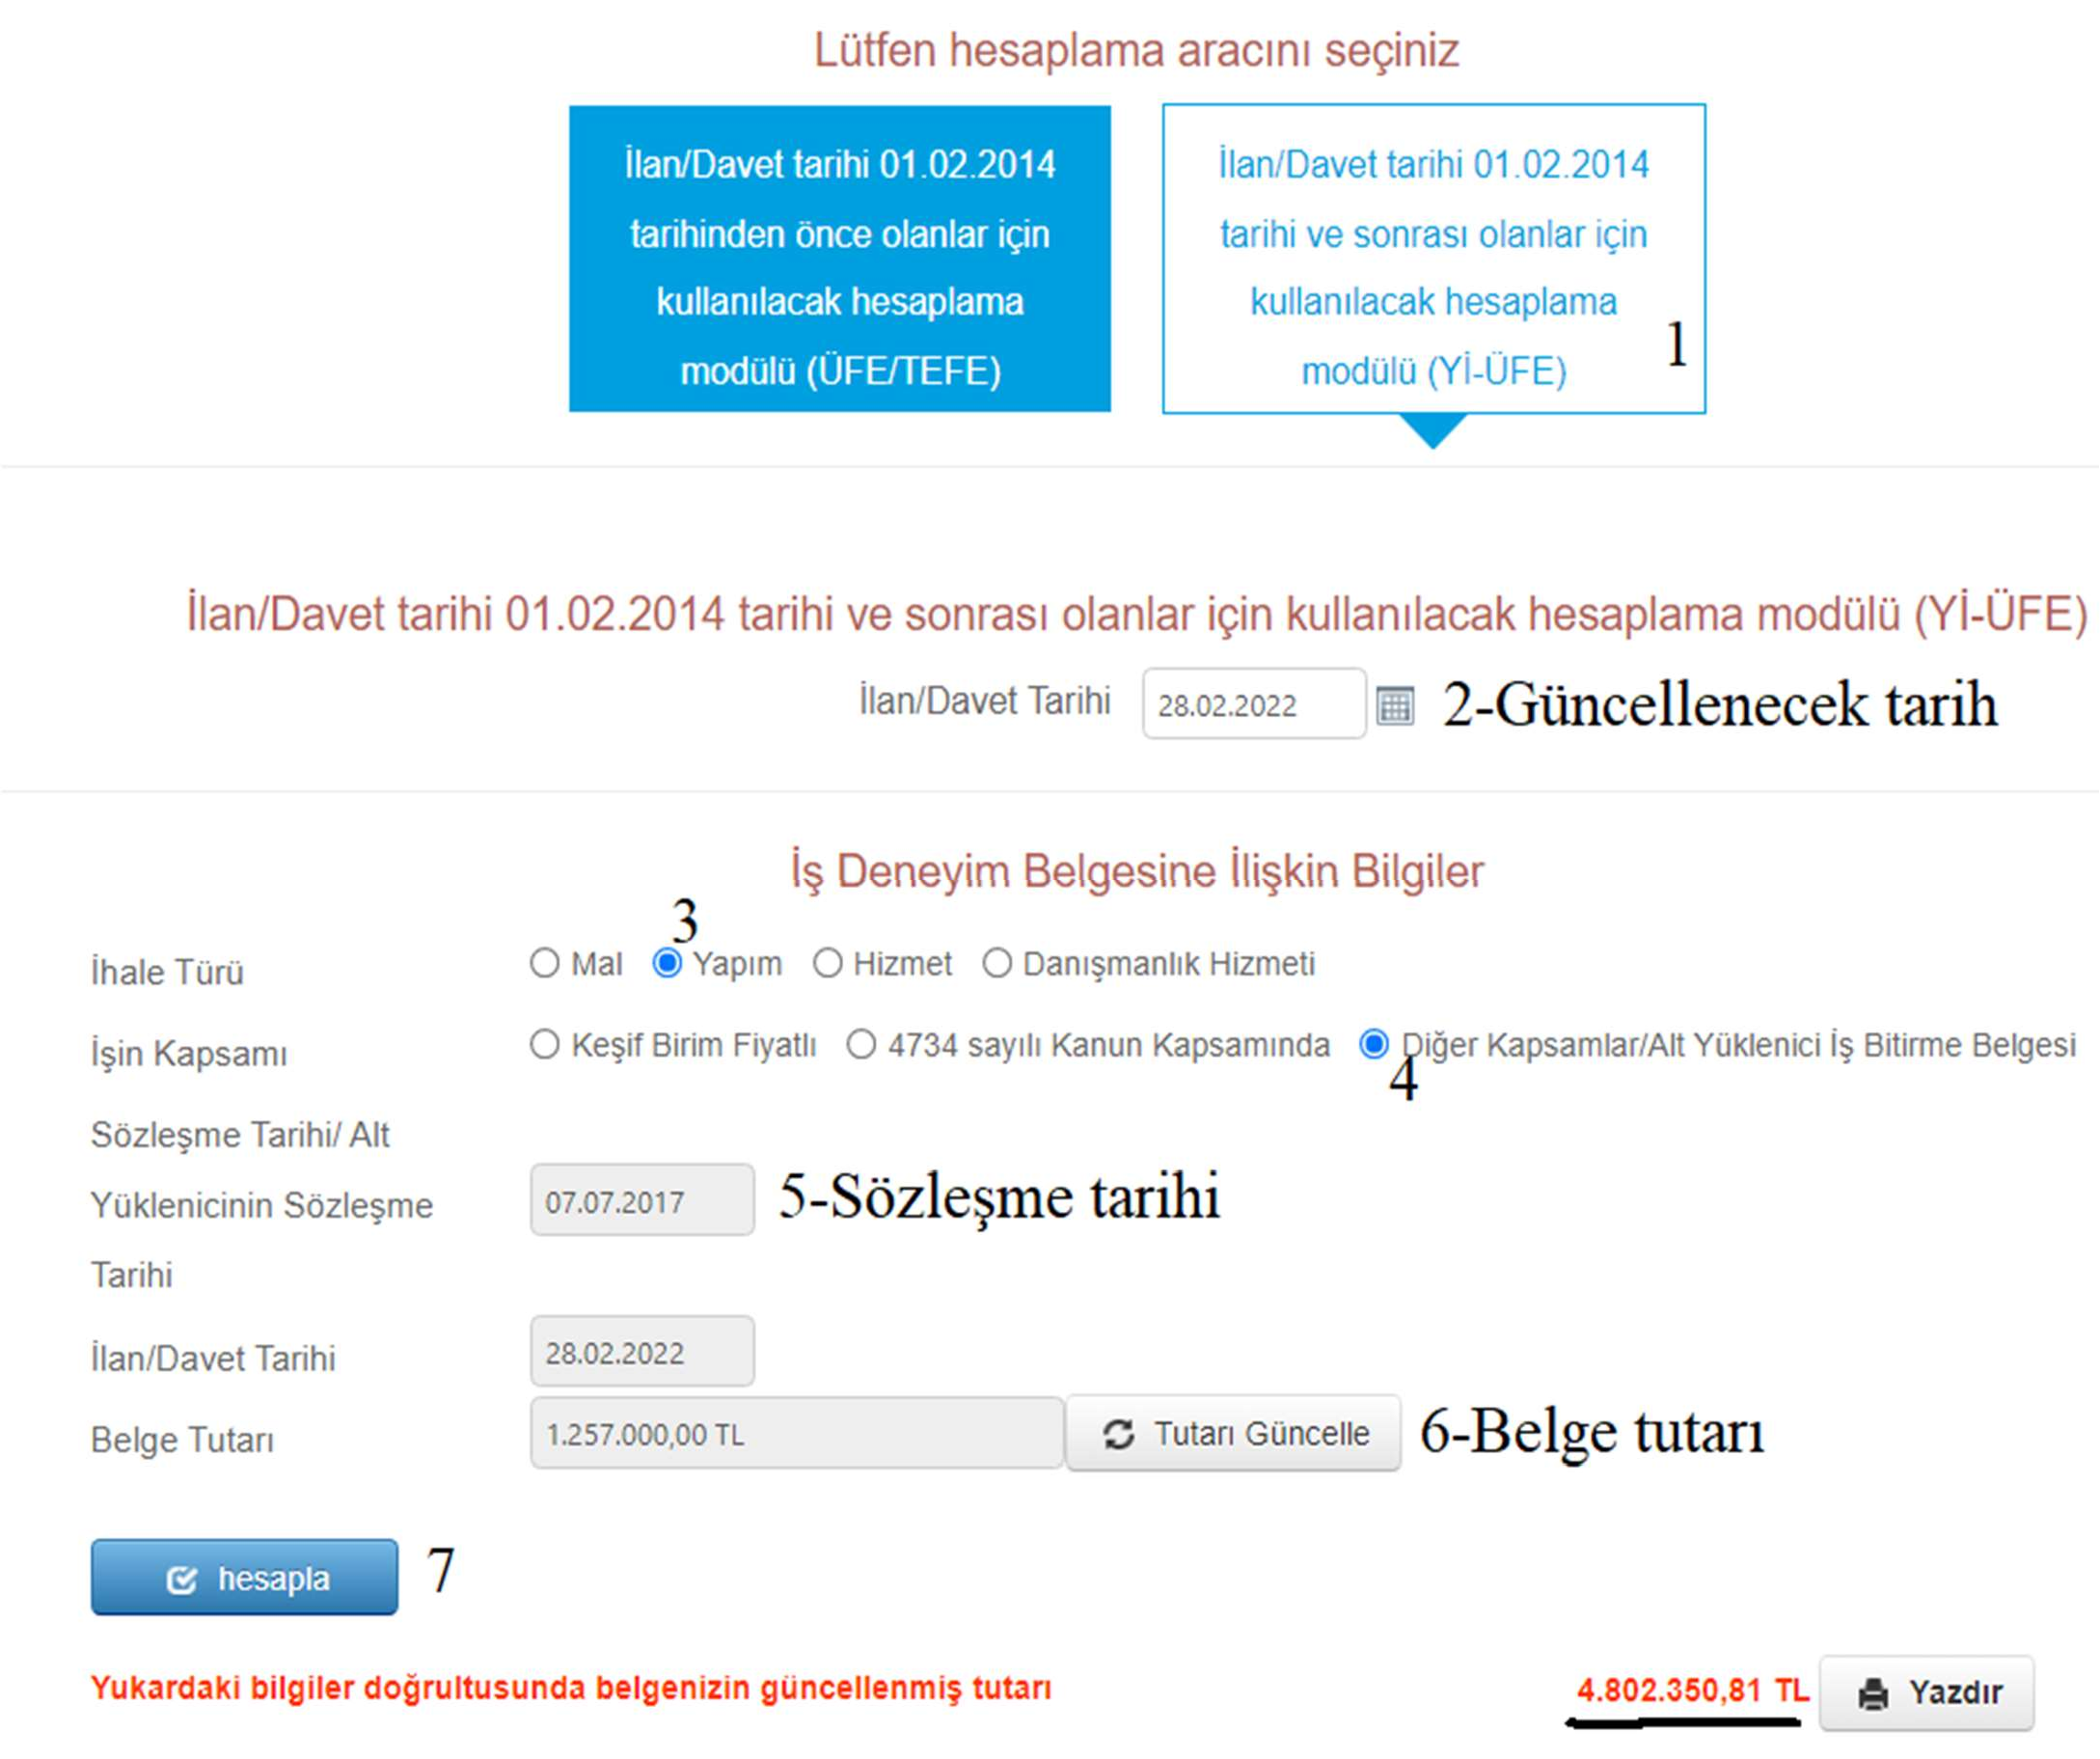 Lütfen hesaplama aracını seçiniz
İlan/Davet tarihi 01.02.2014
tarihinden önce olanlar için
kullanılacak hesaplama
modülü (ÜFE/TEFE)
İlan/Davet tarihi 01.02.2014
tarihi ve sonrası olanlar için
kullanılacak hesaplama
modülü (Yİ-ÜFE)
1
İlan/Davet tarihi 01.02.2014 tarihi ve sonrası olanlar için kullanılacak hesaplama modülü (Yİ-ÜFE)
İlan/Davet Tarihi 28.02.2022 2-Güncellenecek tarih
İş Deneyim Belgesine İlişkin Bilgiler
3
İhale Türü Mal Yapım Hizmet Danışmanlık Hizmeti
İşin Kapsamı Keşif Birim Fiyatlı 4734 sayılı Kanun Kapsamında Diğer Kapsamlar/Alt Yüklenici İş Bitirme Belgesi
4
Sözleşme Tarihi/ Alt
Yüklenicinin Sözleşme
Tarihi
07.07.2017 5-Sözleşme tarihi
İlan/Davet Tarihi 28.02.2022
Belge Tutarı 1.257.000,00 TL Tutarı Güncelle 6-Belge tutarı
hesapla 7
Yukardaki bilgiler doğrultusunda belgenizin güncellenmiş tutarı 4.802.350,81 TL Yazdır